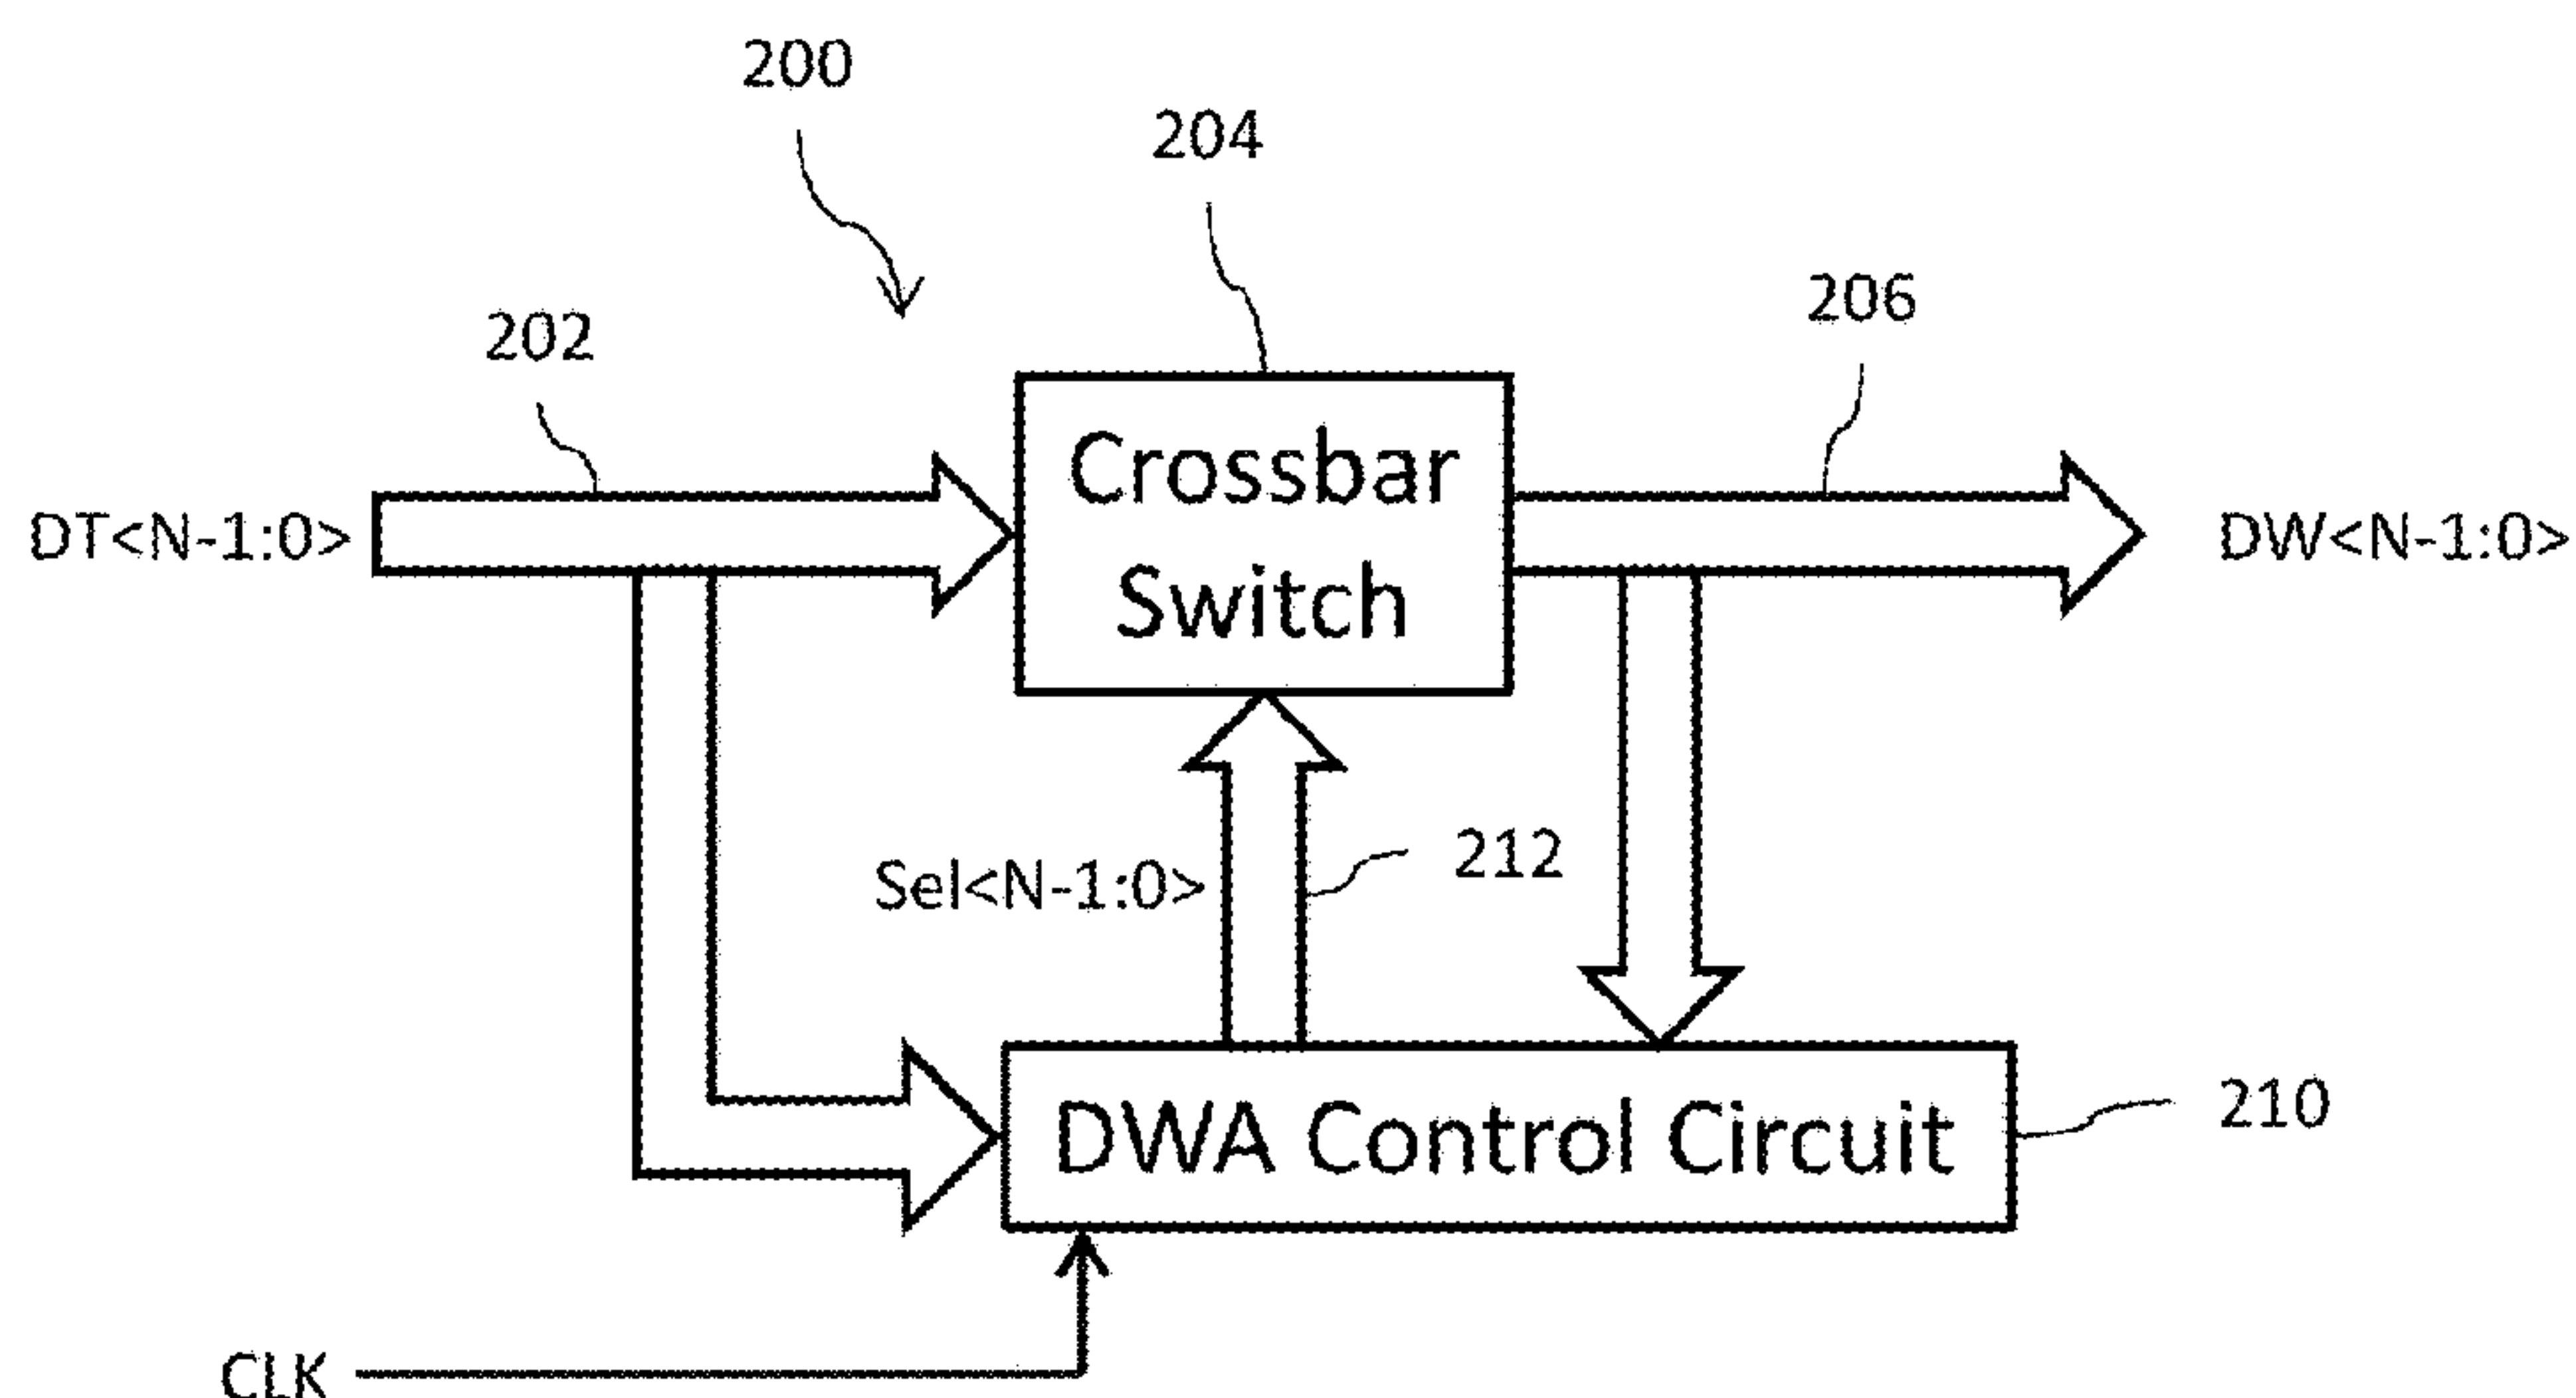 200
204
206
202
Crossbar
Switch
DT<N-1:0>
DW<N-1:0>
Sel<N-1:0>
212
DWA Control Circuit
210
CLK